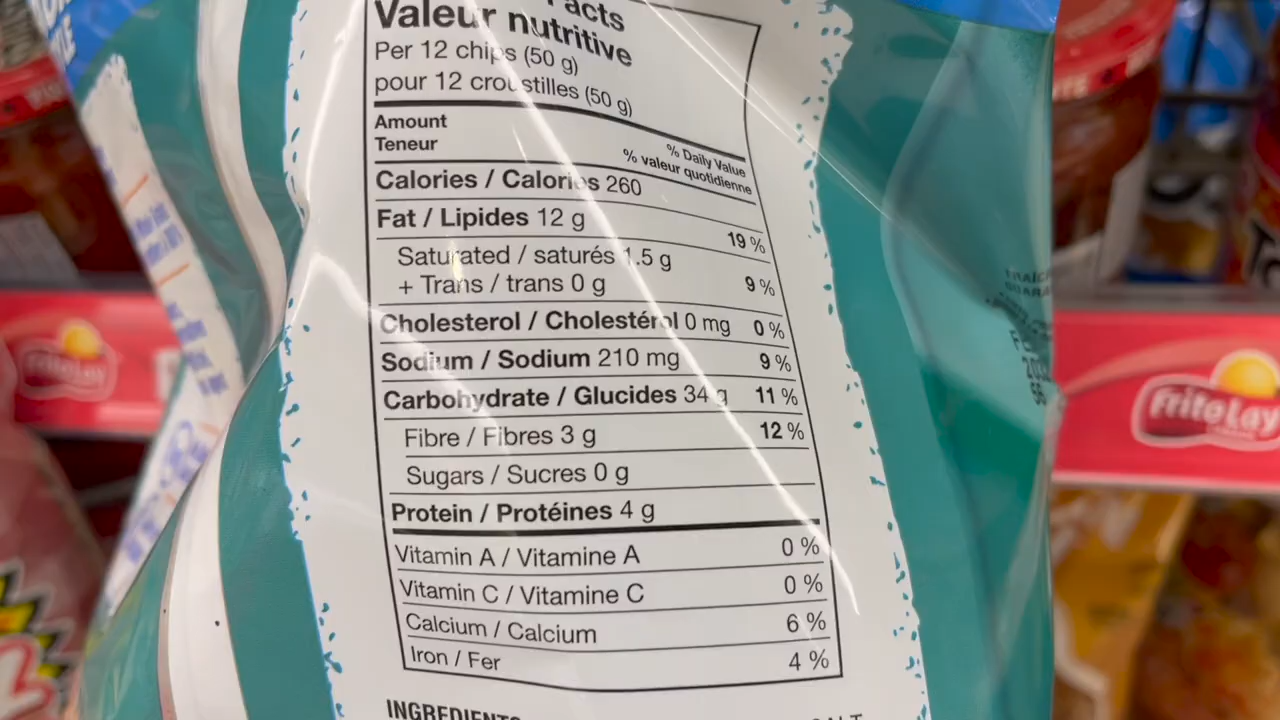 Facts
Valeur nutritive
Per 12 chips (50 g)
pour 12 croustilles (50 g)
Amount
Teneur
% Daily Value
% valeur quotidienne
Calories / Calories 260
Fat / Lipides 12 g 19 %
Saturated / saturés 1.5 g
+ Trans / trans 0 g 9 %
Cholesterol / Cholestérol 0 mg 0 %
Sodium / Sodium 210 mg 9 %
Carbohydrate / Glucides 34 g 11 %
Fibre / Fibres 3 g 12 %
Sugars / Sucres 0 g
Protein / Protéines 4 g
Vitamin A / Vitamine A 0 %
Vitamin C / Vitamine C 0 %
Calcium / Calcium 6 %
Iron / Fer 4 %
INGREDIENTS
Frito Lay
Frito Lay